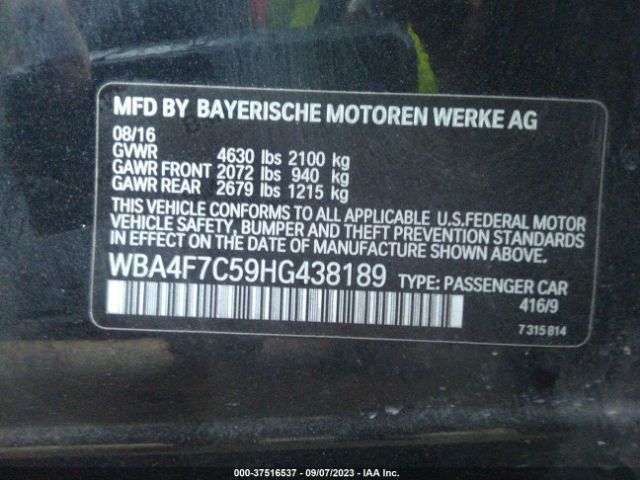 MFD BY BAYERISCHE MOTOREN WERKE AG
08/16
GVWR 4630 lbs 2100 kg
GAWR FRONT 2072 lbs 940 kg
GAWR REAR 2679 lbs 1215 kg
THIS VEHICLE CONFORMS TO ALL APPLICABLE U.S.FEDERAL MOTOR
VEHICLE SAFETY, BUMPER AND THEFT PREVENTION STANDARDS
IN EFFECT ON THE DATE OF MANUFACTURE SHOWN ABOVE.
WBA4F7C59HG438189 TYPE: PASSENGER CAR
416/9
7 315 814
000-37516537 - 09/07/2023 - IAA Inc.